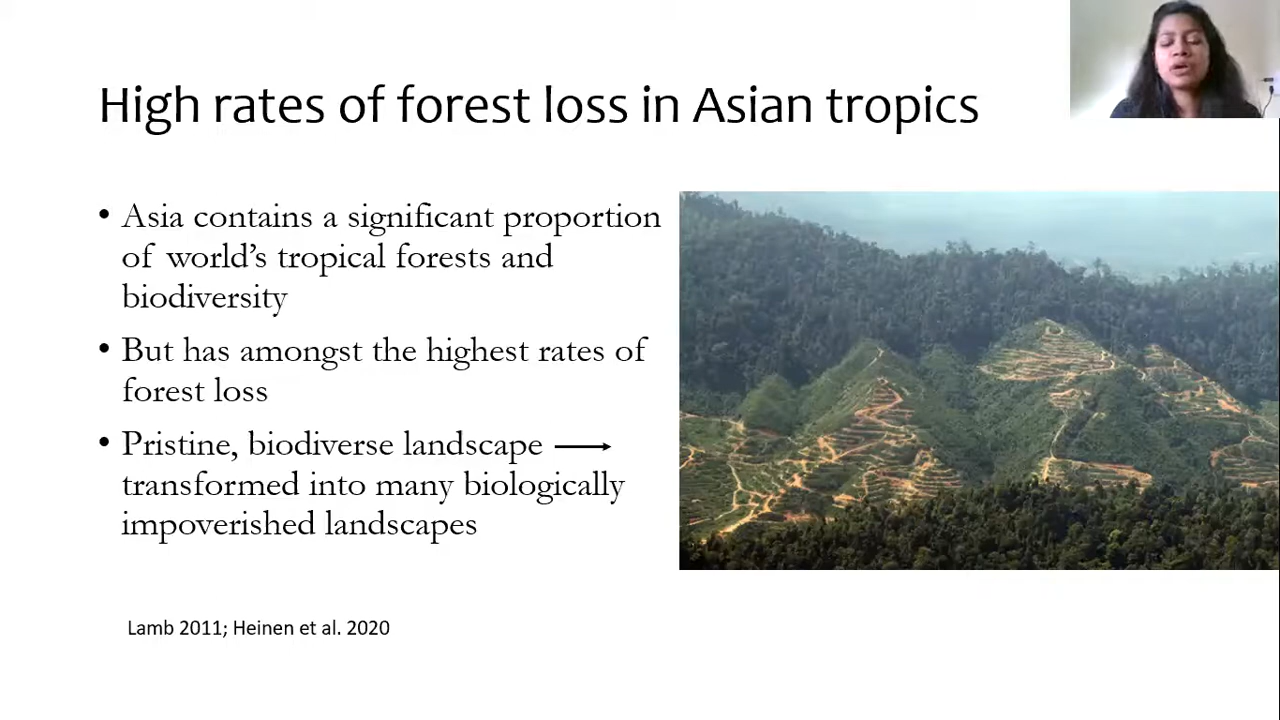 High rates of forest loss in Asian tropics
• Asia contains a significant proportion
of world’s tropical forests and
biodiversity
• But has amongst the highest rates of
forest loss
• Pristine, biodiverse landscape ⟶
transformed into many biologically
impoverished landscapes
Lamb 2011; Heinen et al. 2020